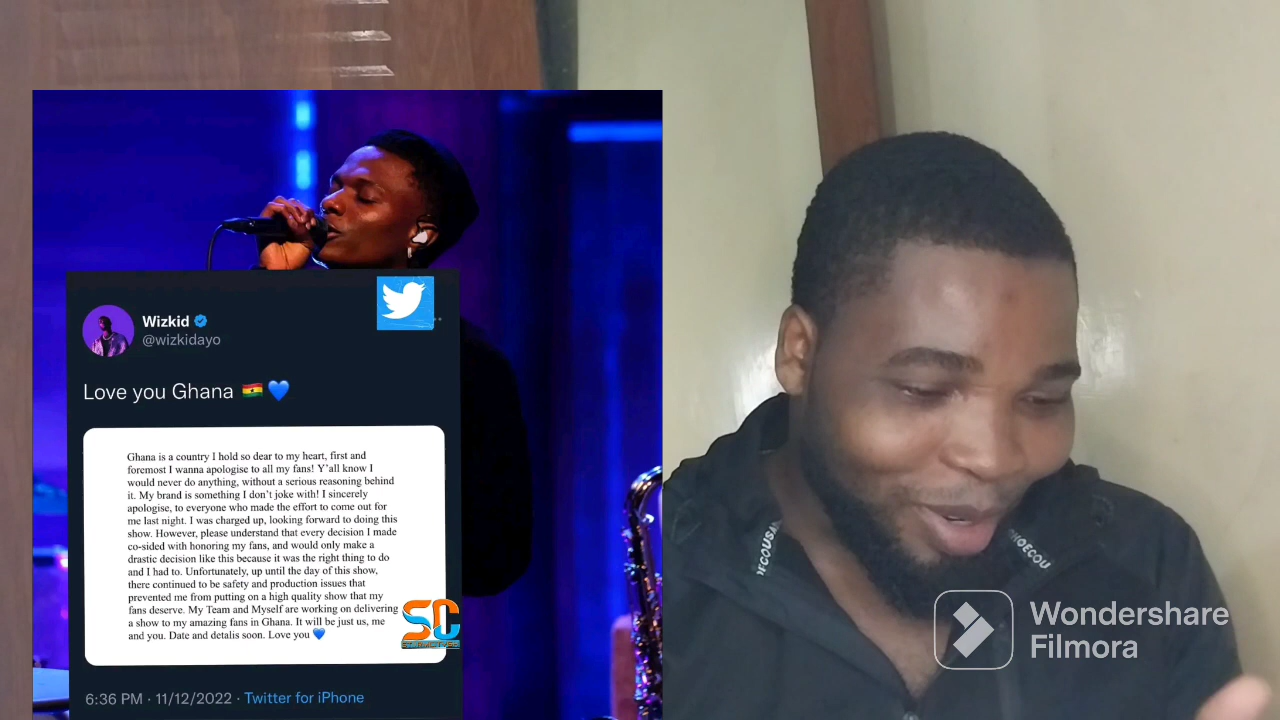 Wizkid
@wizkidayo
Love you Ghana 🇬🇭💙
Ghana is a country I hold so dear to my heart, first and
foremost I wanna apologise to all my fans! Y'all know I
would never do anything, without a serious reasoning behind
it. My brand is something I don't joke with! I sincerely
apologise, to everyone who made the effort to come out for
me last night. I was charged up, looking forward to doing this
show. However, please understand that every decision I made
co-sided with honoring my fans, and would only make a
drastic decision like this because it was the right thing to do
and I had to. Unfortunately, up until the day of this show,
there continued to be safety and production issues that
prevented me from putting on a high quality show that my
fans deserve. My Team and Myself are working on delivering
a show to my amazing fans in Ghana. It will be just us, me
and you. Date and detalis soon. Love you 💙
SC
6:36 PM · 11/12/2022 · Twitter for iPhone
Wondershare
Filmora